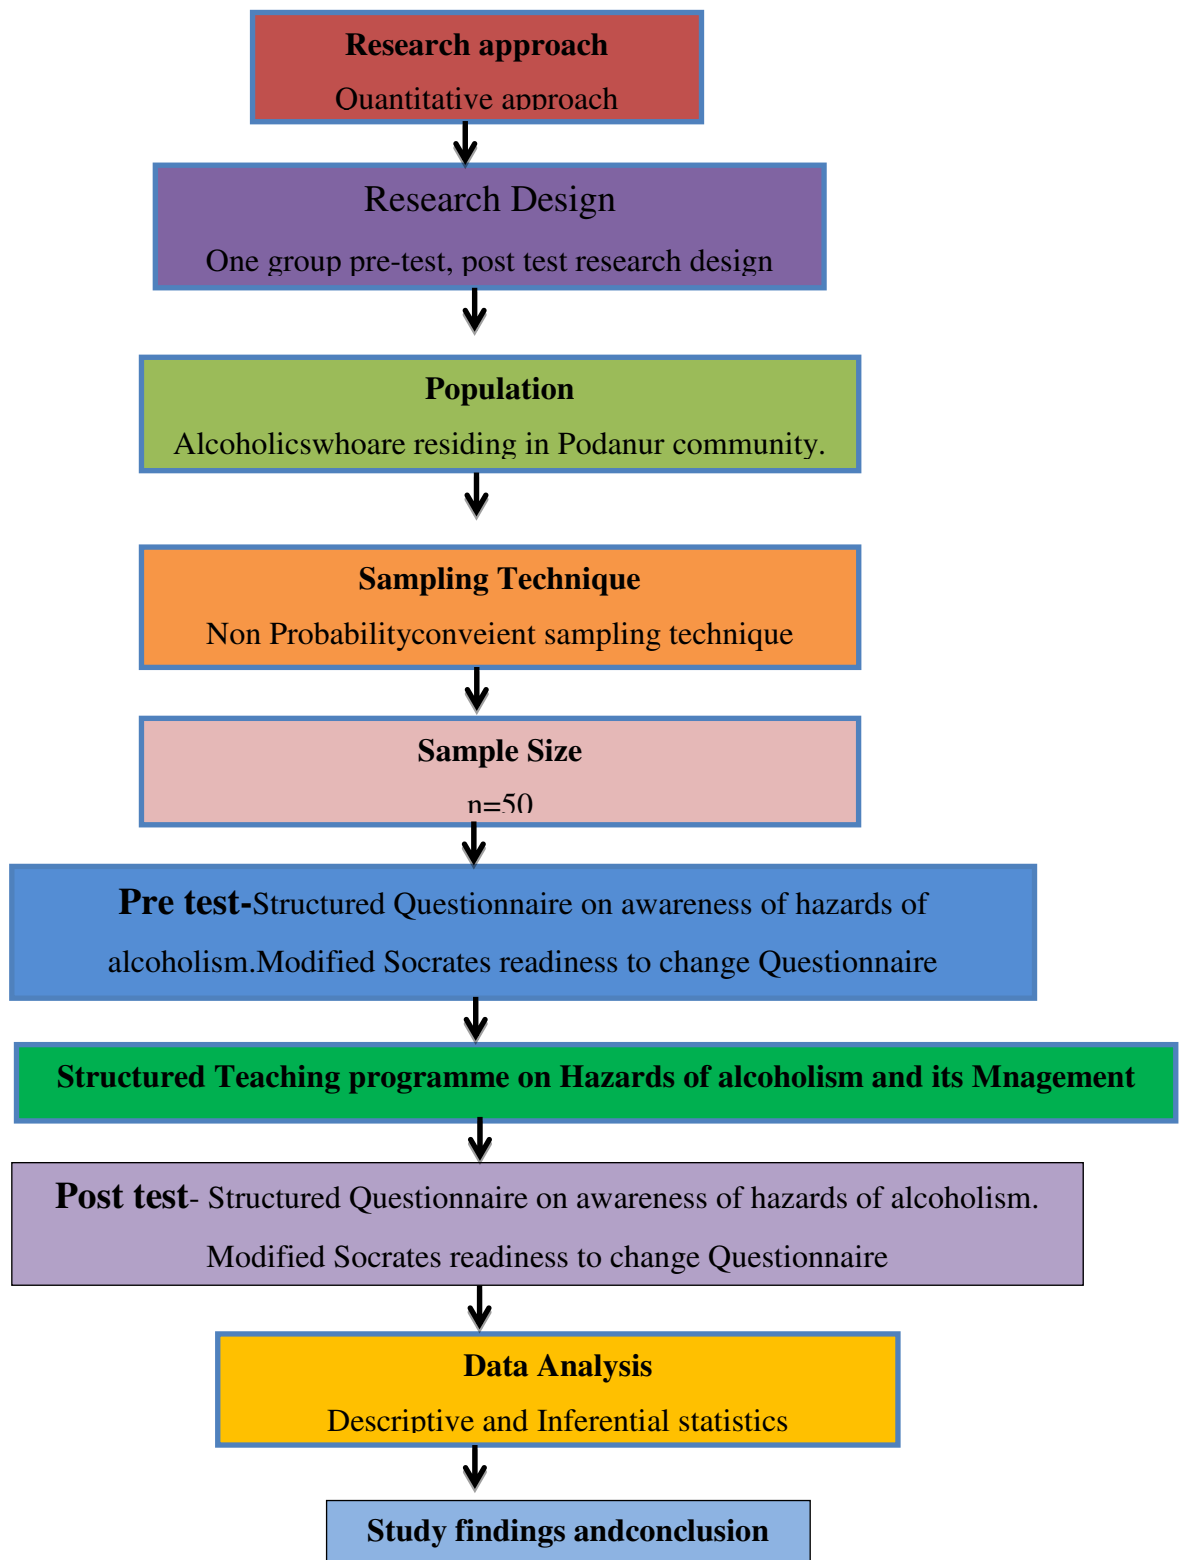 Research approach
Quantitative approach
Research Design
One group pre-test, post test research design
Population
Alcoholicswhoare residing in Podanur community.
Sampling Technique
Non Probabilityconveient sampling technique
Sample Size
n=50
Pre test-Structured Questionnaire on awareness of hazards of
alcoholism.Modified Socrates readiness to change Questionnaire
Structured Teaching programme on Hazards of alcoholism and its Mnagement
Post test- Structured Questionnaire on awareness of hazards of alcoholism.
Modified Socrates readiness to change Questionnaire
Data Analysis
Descriptive and Inferential statistics
Study findings andconclusion